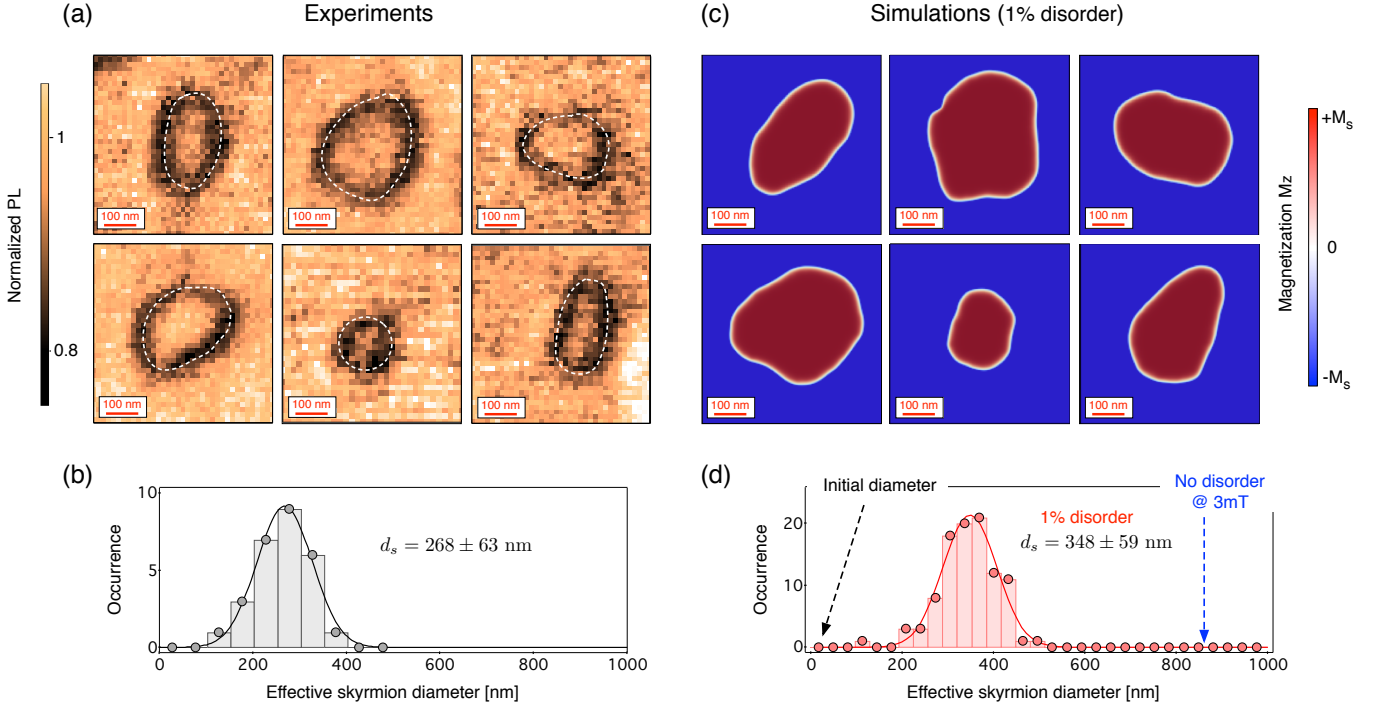 (a) Experiments
Normalized PL
1
0.8
100 nm
100 nm
100 nm
100 nm
100 nm
100 nm
(c) Simulations (1% disorder)
100 nm
100 nm
100 nm
100 nm
100 nm
100 nm
Magnetization Mz
+Ms
0
-Ms
(b)
Occurrence
10
5
0
ds = 268 ± 63 nm
0 200 400 600 800 1000
Effective skyrmion diameter [nm]
(d)
Occurrence
20
10
0
Initial diameter
1% disorder
ds = 348 ± 59 nm
No disorder
@ 3mT
0 200 400 600 800 1000
Effective skyrmion diameter [nm]